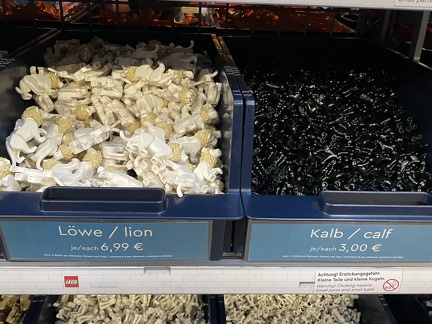 Löwe / lion
je/each 6,99 €
Kalb / calf
je/each 3,00 €
LEGO
Achtung! Erstickungsgefahr.
Kleine Teile und kleine Kugeln.
Warning! Choking hazard.
Small parts and small balls.